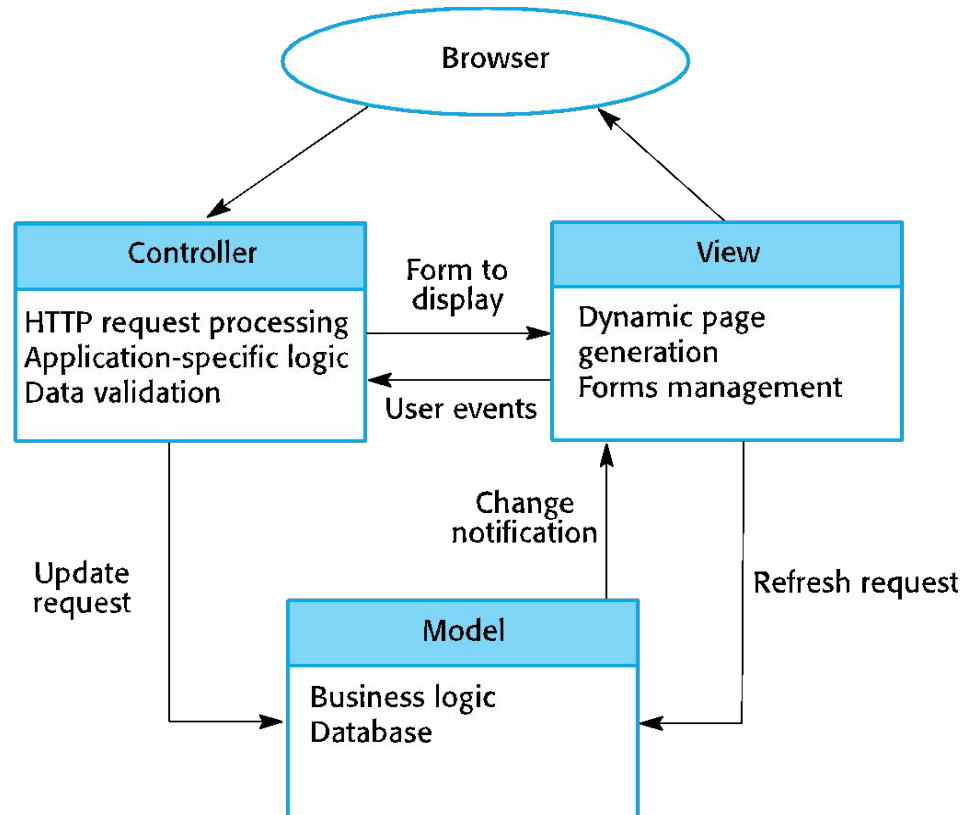 Browser
Controller
HTTP request processing
Application-specific logic
Data validation
Form to
display
User events
View
Dynamic page
generation
Forms management
Update
request
Change
notification
Refresh request
Model
Business logic
Database